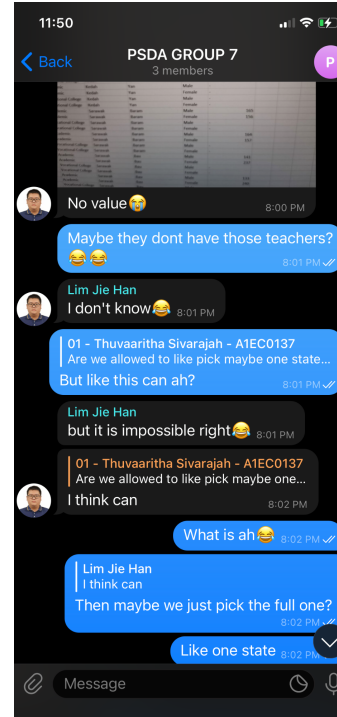 11:50
Back
PSDA GROUP 7
3 members
P
No value😭
8:00 PM
Maybe they dont have those teachers?
😂😂
8:01 PM
Lim Jie Han
I don't know😂
8:01 PM
01 - Thuvaaritha Sivarajah - A1EC0137
Are we allowed to like pick maybe one state...
But like this can ah?
8:01 PM
Lim Jie Han
but it is impossible right😂
8:01 PM
01 - Thuvaaritha Sivarajah - A1EC0137
Are we allowed to like pick maybe one...
I think can
8:02 PM
What is ah😂
8:02 PM
Lim Jie Han
I think can
Then maybe we just pick the full one?
8:02 PM
Like one state
8:02 PM
Message